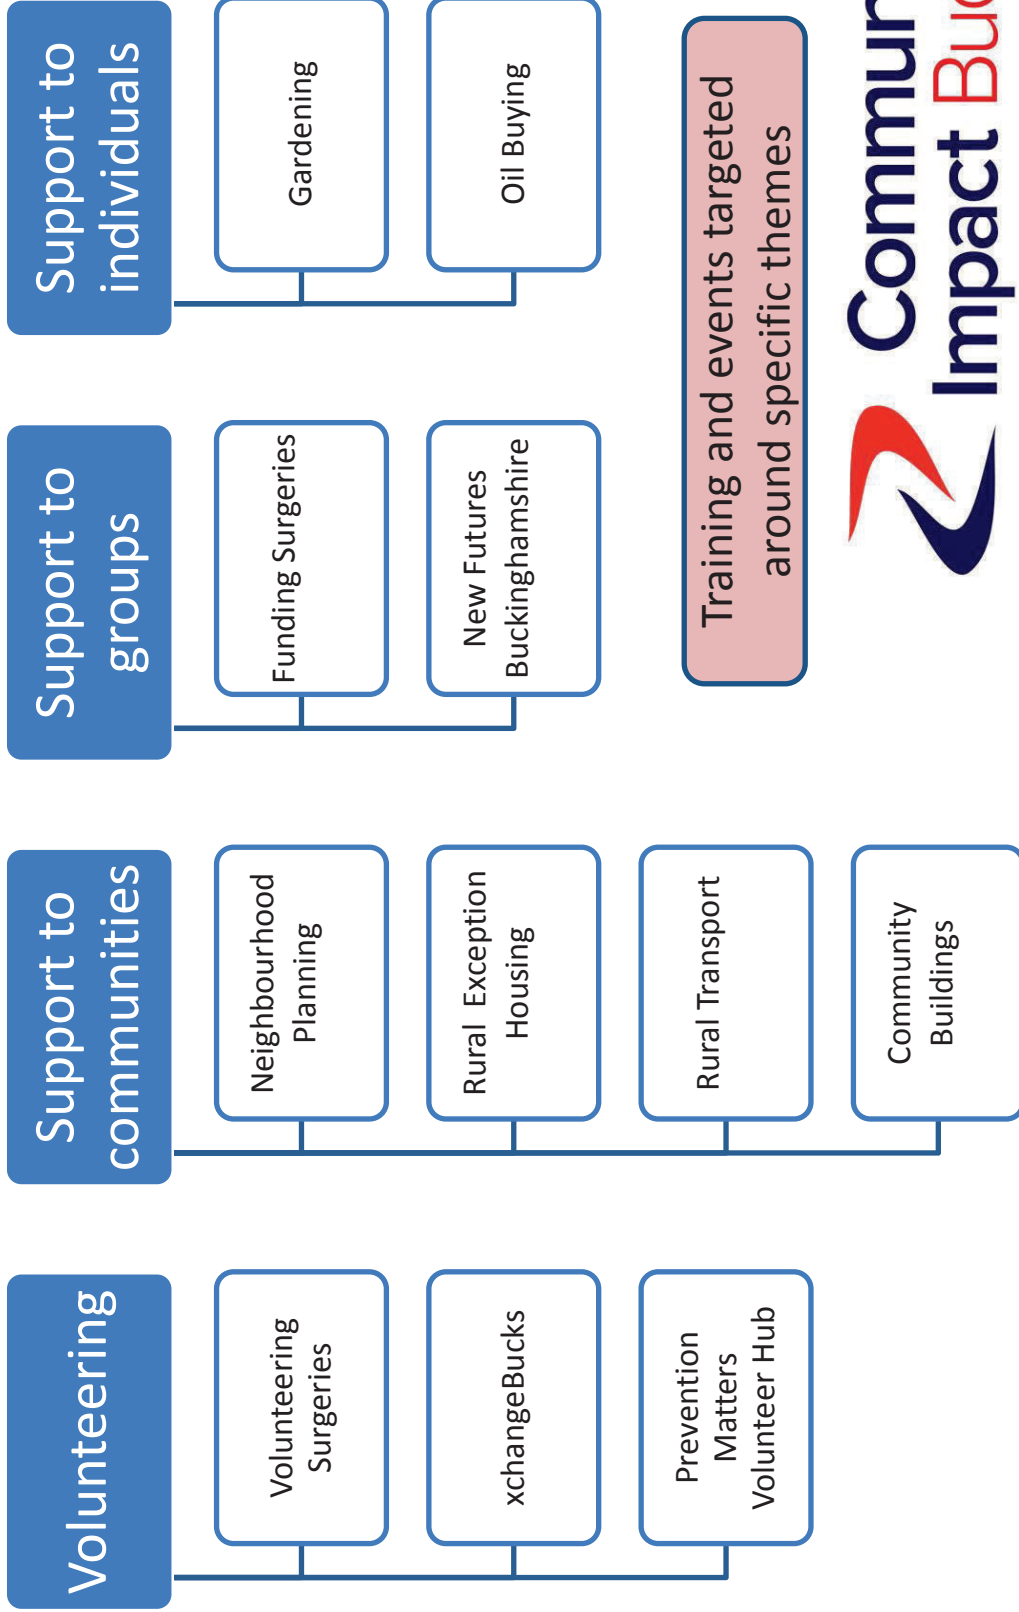 Volunteering
Volunteering
Surgeries
xchangeBucks
Prevention
Matters
Volunteer Hub
Support to
communities
Neighbourhood
Planning
Rural Exception
Housing
Rural Transport
Community
Buildings
Support to
groups
Funding Surgeries
New Futures
Buckinghamshire
Support to
individuals
Gardening
Oil Buying
Training and events targeted
around specific themes
Impact